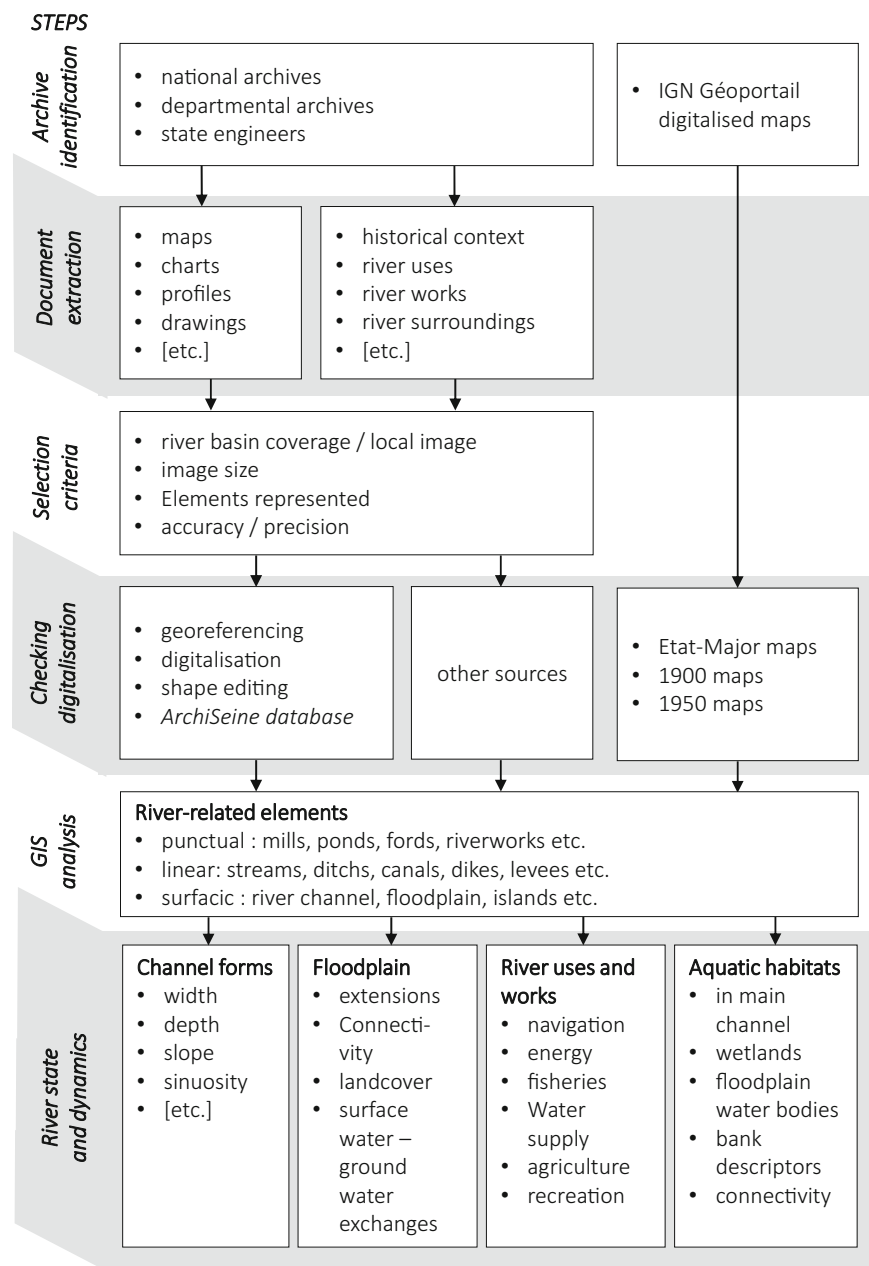 STEPS
Archive
identification
• national archives
• departmental archives
• state engineers
• IGN Géoportail
digitalised maps
Document
extraction
• maps
• charts
• profiles
• drawings
• [etc.]
• historical context
• river uses
• river works
• river surroundings
• [etc.]
Selection
criteria
• river basin coverage / local image
• image size
• Elements represented
• accuracy / precision
Checking
digitalisation
• georeferencing
• digitalisation
• shape editing
• ArchiSeine database
other sources
• Etat-Major maps
• 1900 maps
• 1950 maps
GIS
analysis
River-related elements
• punctual : mills, ponds, fords, riverworks etc.
• linear: streams, ditchs, canals, dikes, levees etc.
• surfacic : river channel, floodplain, islands etc.
River state
and dynamics
Channel forms
• width
• depth
• slope
• sinuosity
• [etc.]
Floodplain
• extensions
• Connecti-
vity
• landcover
• surface
water –
ground
water
exchanges
River uses and
works
• navigation
• energy
• fisheries
• Water
supply
• agriculture
• recreation
Aquatic habitats
• in main
channel
• wetlands
• floodplain
water bodies
• bank
descriptors
• connectivity